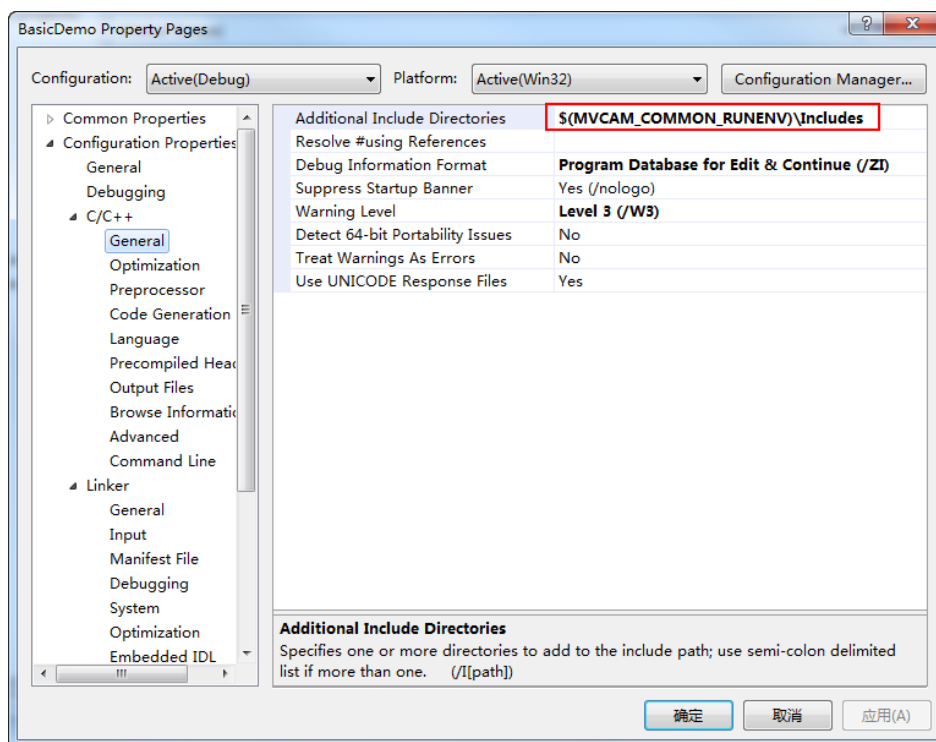 BasicDemo Property Pages
Configuration: Active(Debug) Platform: Active(Win32) Configuration Manager...
Common Properties
Configuration Properties
General
Debugging
C/C++
General
Optimization
Preprocessor
Code Generation
Language
Precompiled Head
Output Files
Browse Informatio
Advanced
Command Line
Linker
General
Input
Manifest File
Debugging
System
Optimization
Embedded IDL
Additional Include Directories $(MVCAM_COMMON_RUNENV)\Includes
Resolve #using References
Debug Information Format Program Database for Edit & Continue (/ZI)
Suppress Startup Banner Yes (/nologo)
Warning Level Level 3 (/W3)
Detect 64-bit Portability Issues No
Treat Warnings As Errors No
Use UNICODE Response Files Yes
Additional Include Directories
Specifies one or more directories to add to the include path; use semi-colon delimited
list if more than one. (/I[path])
确定 取消 应用(A)